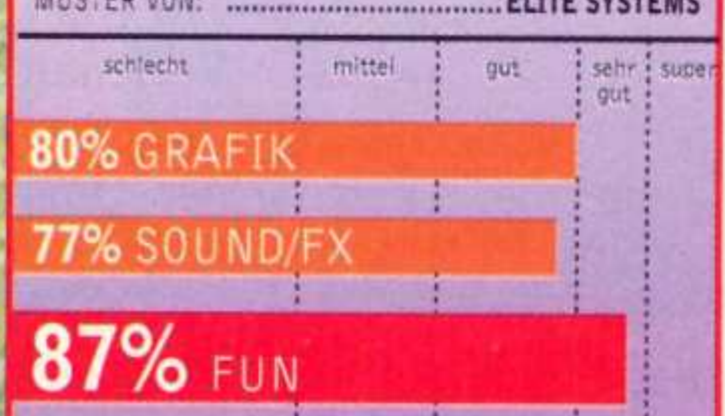 MUSTER VON: ................................ELITE SYSTEMS
schlecht mittel gut sehr gut super
80% GRAFIK
77% SOUND/FX
87% FUN